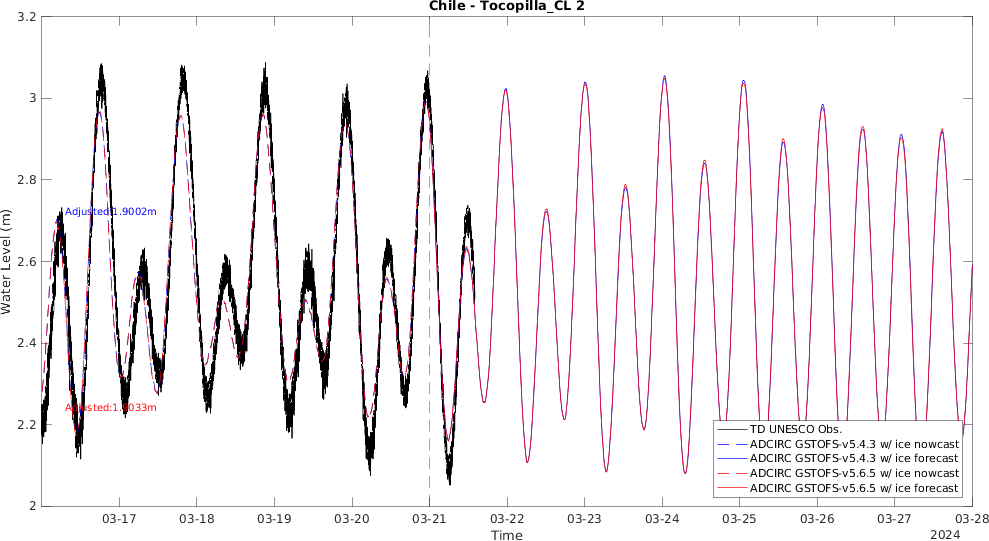 Chile - Tocopilla_CL 2
3.2
3
2.8
2.6
2.4
2.2
2
Water Level (m)
Adjusted:1.9002m
TD UNESCO Obs.
ADCIRC GSTOFS-v5.4.3 w/ ice nowcast
ADCIRC GSTOFS-v5.4.3 w/ ice forecast
ADCIRC GSTOFS-v5.6.5 w/ ice nowcast
ADCIRC GSTOFS-v5.6.5 w/ ice forecast
03-17
03-18
03-19
03-20
03-21
03-22
03-23
03-24
03-25
03-26
03-27
03-28
Time
2024